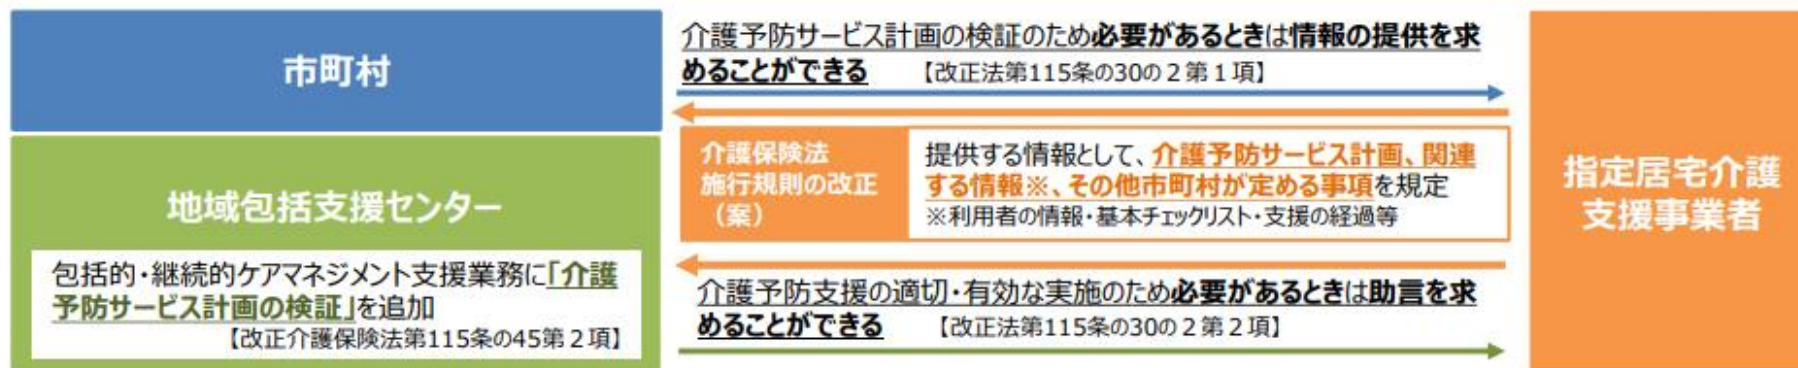 市町村
介護予防サービス計画の検証のため必要があるときは情報の提供を求
めることができる 【改正法第115条の30の2第1項】
介護保険法
施行規則の改正
（案）
提供する情報として、介護予防サービス計画、関連
する情報※、その他市町村が定める事項を規定
※利用者の情報・基本チェックリスト・支援の経過等
指定居宅介護
支援事業者
地域包括支援センター
包括的・継続的ケアマネジメント支援業務に「介護
予防サービス計画の検証」を追加
【改正介護保険法第115条の45第2項】
介護予防支援の適切・有効な実施のため必要があるときは助言を求
めることができる 【改正法第115条の30の2第2項】